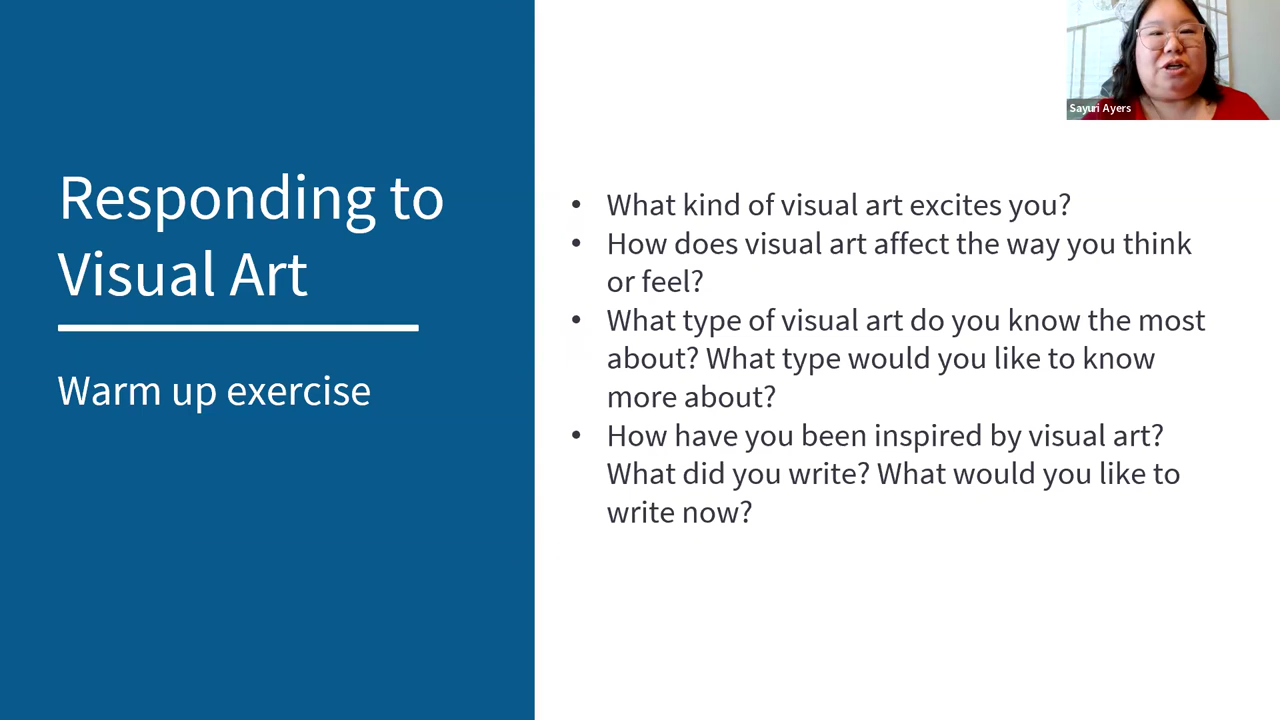 Responding to
Visual Art
Warm up exercise
Sayuri Ayers
• What kind of visual art excites you?
• How does visual art affect the way you think
or feel?
• What type of visual art do you know the most
about? What type would you like to know
more about?
• How have you been inspired by visual art?
What did you write? What would you like to
write now?